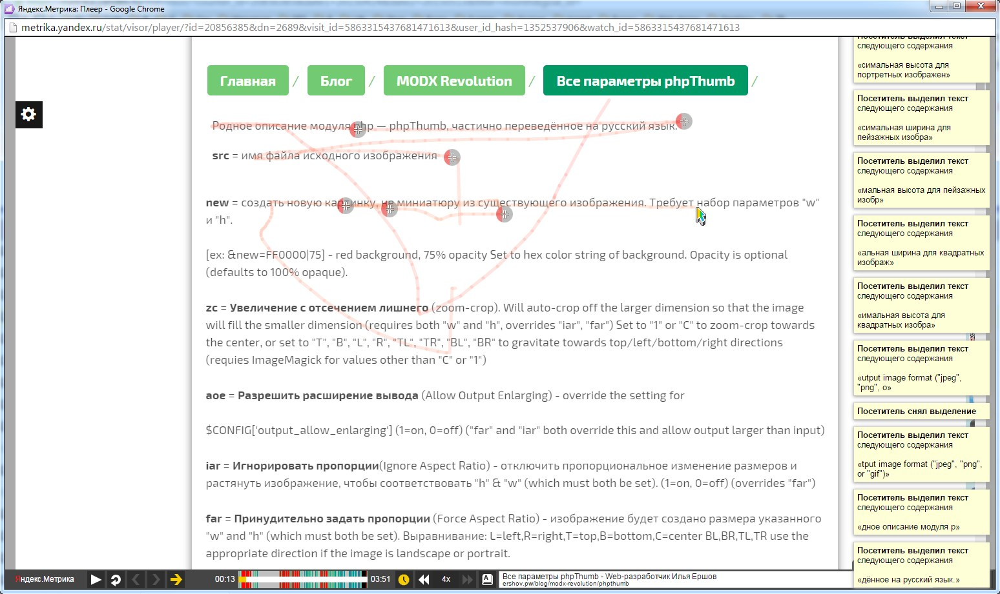 Яндекс.Метрика: Плеер - Google Chrome
metrika.yandex.ru/stat/visor/player/?id=20856385&dn=2689&visit_id=5863315437681471613&user_id_hash=1352537906&watch_id=5863315437681471613
Главная / Блог / MODX Revolution / Все параметры phpThumb /
Родное описание модуля php — phpThumb, частично переведённое на русский язык.
src = имя файла исходного изображения
new = создать новую картинку, не миниатюру из существующего изображения. Требует набор параметров "w"
и "h".
[ex: &new=FF0000|75] - red background, 75% opacity Set to hex color string of background. Opacity is optional
(defaults to 100% opaque).
zc = Увеличение с отсечением лишнего (zoom-crop). Will auto-crop off the larger dimension so that the image
will fill the smaller dimension (requires both "w" and "h", overrides "iar", "far") Set to "1" or "C" to zoom-crop towards
the center, or set to "T", "B", "L", "R", "TL", "TR", "BL", "BR" to gravitate towards top/left/bottom/right directions
(requies ImageMagick for values other than "C" or "1")
aoe = Разрешить расширение вывода (Allow Output Enlarging) - override the setting for
$CONFIG['output_allow_enlarging'] (1=on, 0=off) ("far" and "iar" both override this and allow output larger than input)
iar = Игнорировать пропорции(Ignore Aspect Ratio) - отключить пропорциональное изменение размеров и
растянуть изображение, чтобы соответствовать "h" & "w" (which must both be set). (1=on, 0=off) (overrides "far")
far = Принудительно задать пропорции (Force Aspect Ratio) - изображение будет создано размера указанного
"w" and "h" (which must both be set). Выравнивание: L=left,R=right,T=top,B=bottom,C=center BL,BR,TL,TR use the
appropriate direction if the image is landscape or portrait.
Посетитель выделил текст
следующего содержания
«симальная высота для
портретных изображен»
Посетитель выделил текст
следующего содержания
«симальная ширина для
пейзажных изобра»
Посетитель выделил текст
следующего содержания
«мальная высота для пейзажных
изобр»
Посетитель выделил текст
следующего содержания
«альная ширина для квадратных
изображ»
Посетитель выделил текст
следующего содержания
«имальная высота для
квадратных изобра»
Посетитель выделил текст
следующего содержания
«utput image format ("jpeg",
"png", o»
Посетитель снял выделение
Посетитель выделил текст
следующего содержания
«tput image format ("jpeg", "png",
or "gif")»
Посетитель выделил текст
следующего содержания
«дное описание модуля p»
Посетитель выделил текст
следующего содержания
«дённое на русский язык.»
Яндекс.Метрика
00:13
03:51
4x
A
Все параметры phpThumb - Web-разработчик Илья Ершов
ershov.pw/blog/modx-revolution/phpthumb